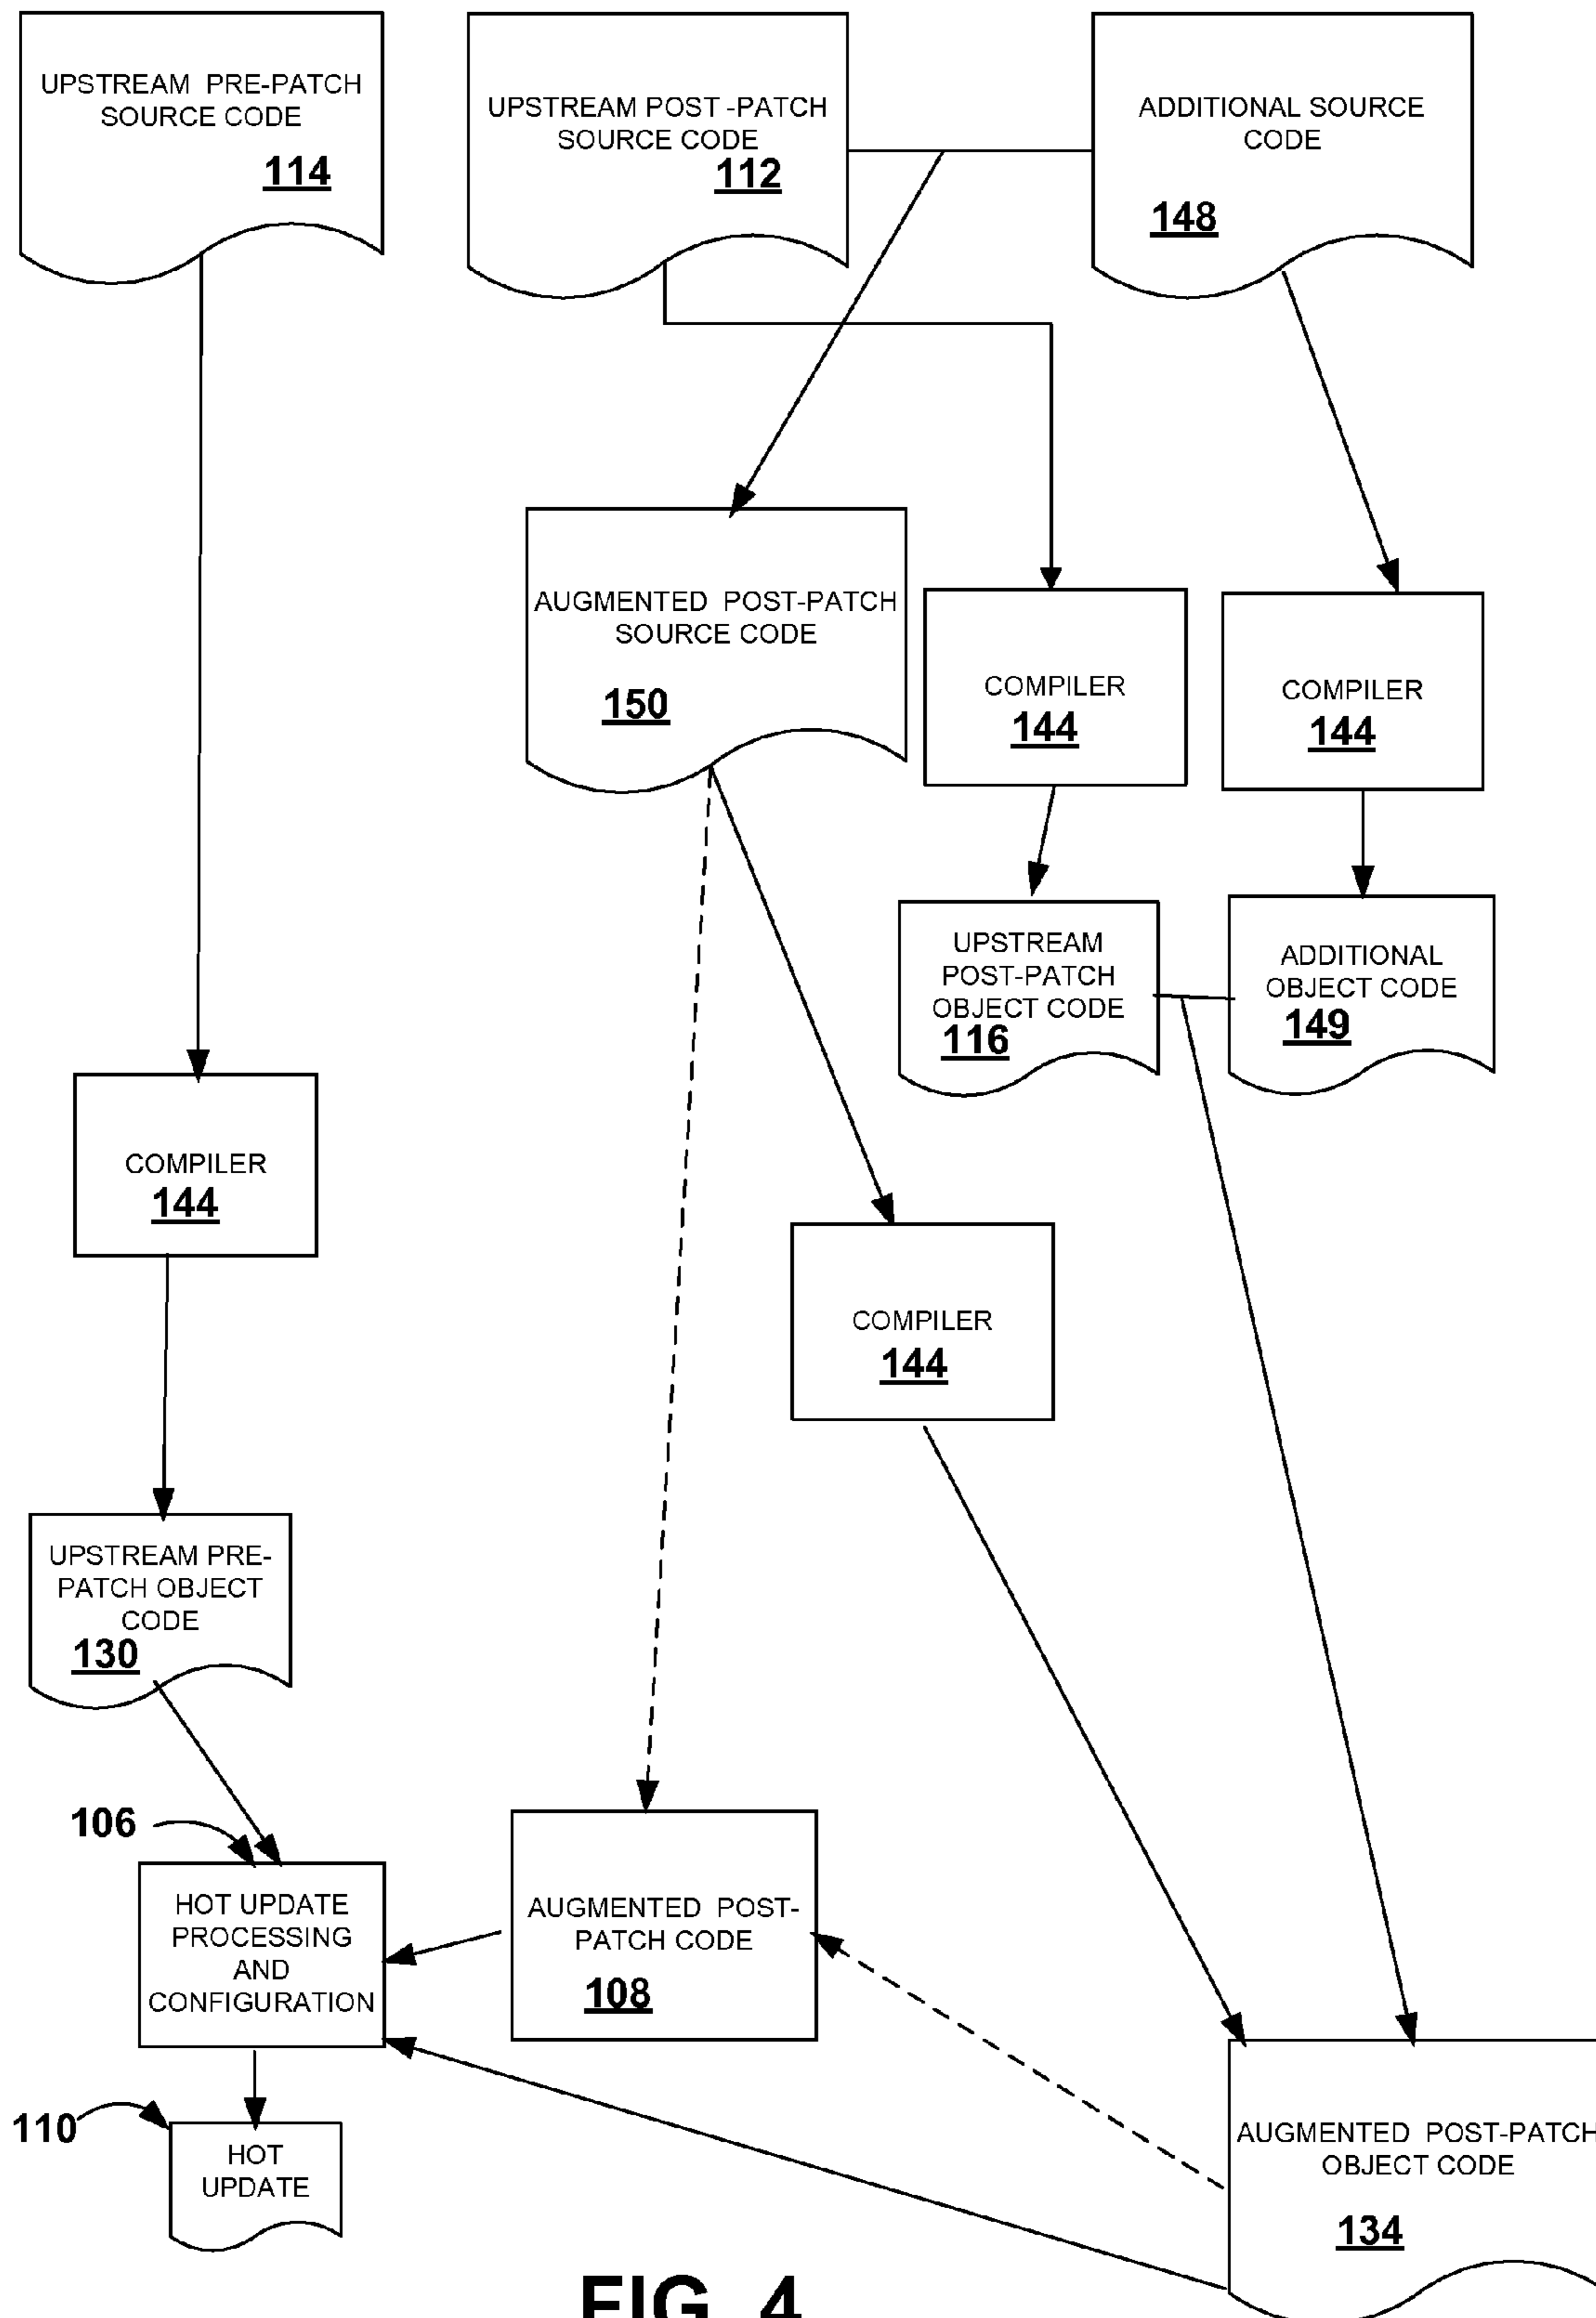 UPSTREAM PRE-PATCH
SOURCE CODE
114
UPSTREAM POST -PATCH
SOURCE CODE
112
ADDITIONAL SOURCE
CODE
148
AUGMENTED POST-PATCH
SOURCE CODE
150
COMPILER
144
COMPILER
144
UPSTREAM
POST-PATCH
OBJECT CODE
116
ADDITIONAL
OBJECT CODE
149
COMPILER
144
COMPILER
144
UPSTREAM PRE-
PATCH OBJECT
CODE
130
106
HOT UPDATE
PROCESSING
AND
CONFIGURATION
AUGMENTED POST-
PATCH CODE
108
110
HOT
UPDATE
AUGMENTED POST-PATCH
OBJECT CODE
134
FIG. 4